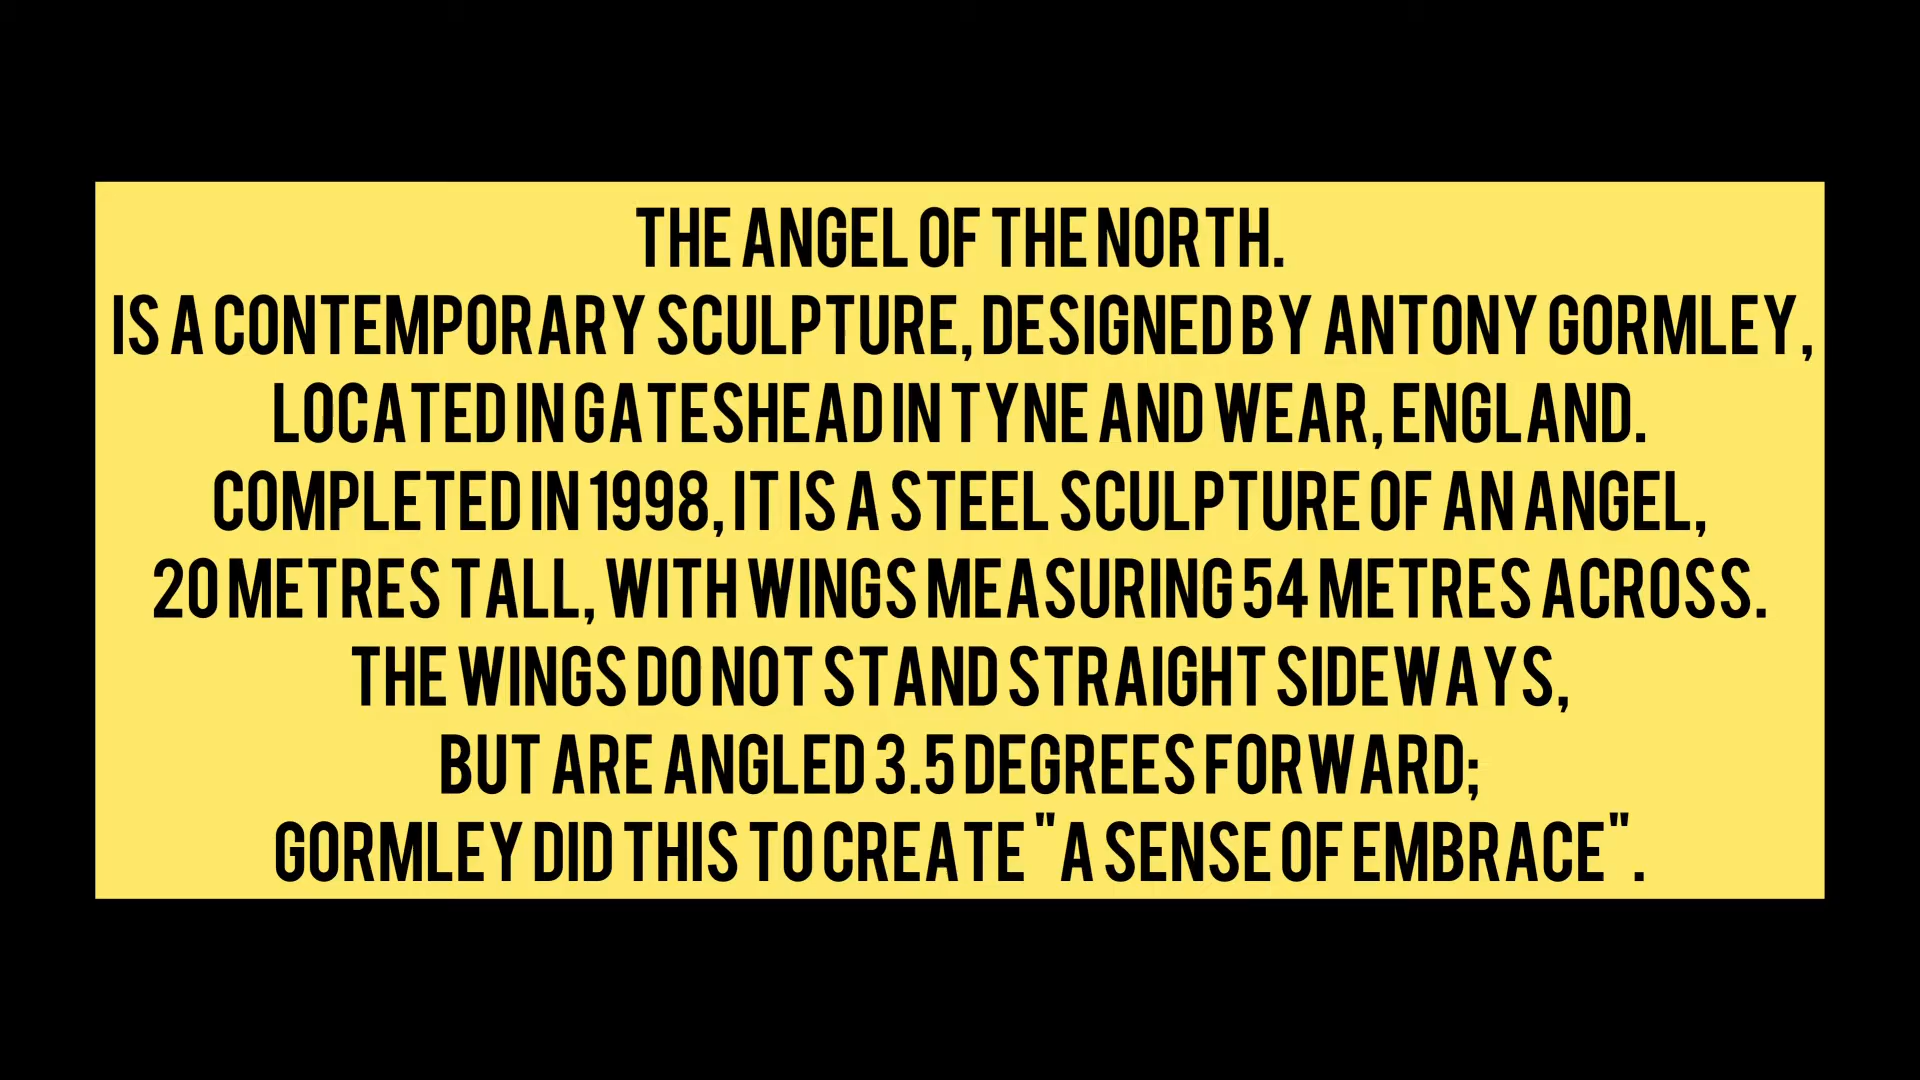 THE ANGEL OF THE NORTH.
IS A CONTEMPORARY SCULPTURE, DESIGNED BY ANTONY GORMLEY,
LOCATED IN GATESHEAD IN TYNE AND WEAR, ENGLAND.
COMPLETED IN 1998, IT IS A STEEL SCULPTURE OF AN ANGEL,
20 METRES TALL, WITH WINGS MEASURING 54 METRES ACROSS.
THE WINGS DO NOT STAND STRAIGHT SIDEWAYS,
BUT ARE ANGLED 3.5 DEGREES FORWARD;
GORMLEY DID THIS TO CREATE "A SENSE OF EMBRACE".